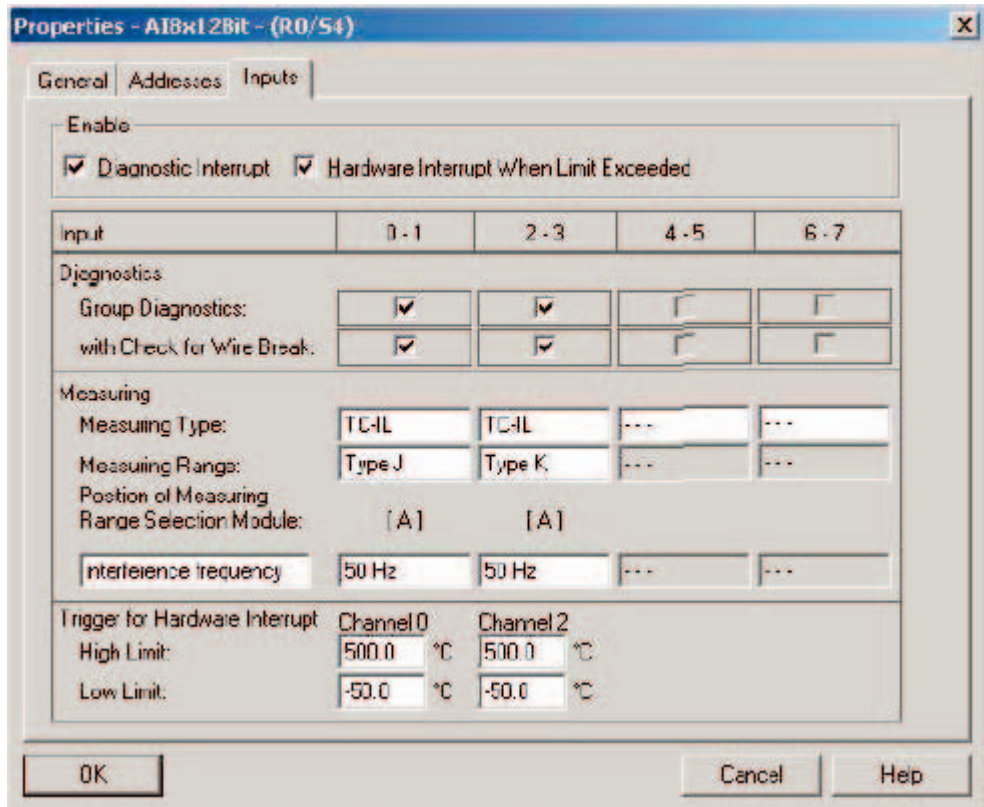 Properties - AI8x12Bit - (R0/S4)
General Addresses Inputs
Enable
Diagnostic Interrupt Hardware Interrupt When Limit Exceeded
Input 0 - 1 2 - 3 4 - 5 6 - 7
Diagnostics
Group Diagnostics:
with Check for Wire Break:
Measuring
Measuring Type: TC-IL TC-IL --- ---
Measuring Range: Type J Type K --- ---
Position of Measuring
Range Selection Module: [A] [A]
Interference frequency 50 Hz 50 Hz --- ---
Trigger for Hardware Interrupt Channel 0 Channel 2
High Limit: 500.0 °C 500.0 °C
Low Limit: -50.0 °C -50.0 °C
OK Cancel Help